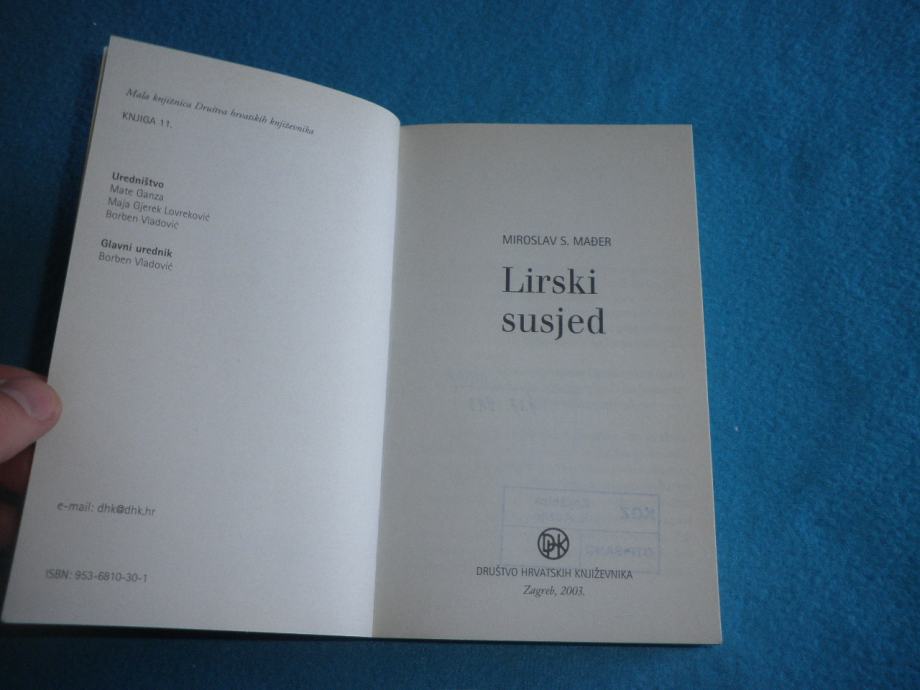 Mala knjižnica Društva hrvatskih književnika
KNJIGA 11.
Uredništvo
Mate Ganza
Maja Gjerek Lovreković
Borben Vladović
Glavni urednik
Borben Vladović
e-mail: dhk@dhk.hr
ISBN: 953-6810-30-1
MIROSLAV S. MAĐER
Lirski
susjed
KGZ
DHK
DRUŠTVO HRVATSKIH KNJIŽEVNIKA
Zagreb, 2003.